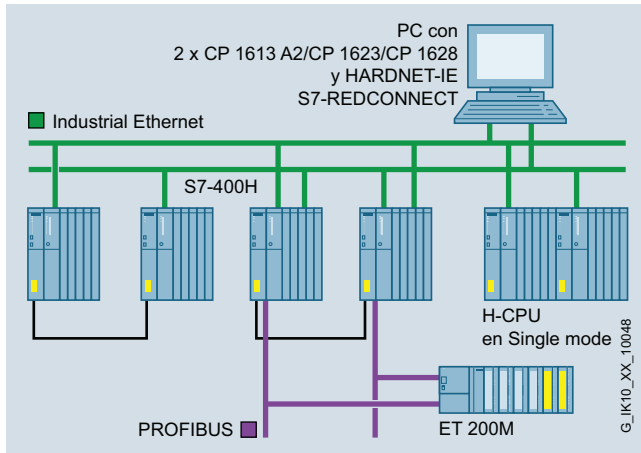 PC con
2 x CP 1613 A2/CP 1623/CP 1628
y HARDNET-IE
S7-REDCONNECT
Industrial Ethernet
S7-400H
H-CPU
en Single mode
PROFIBUS
ET 200M
G_IK10_XX_10048